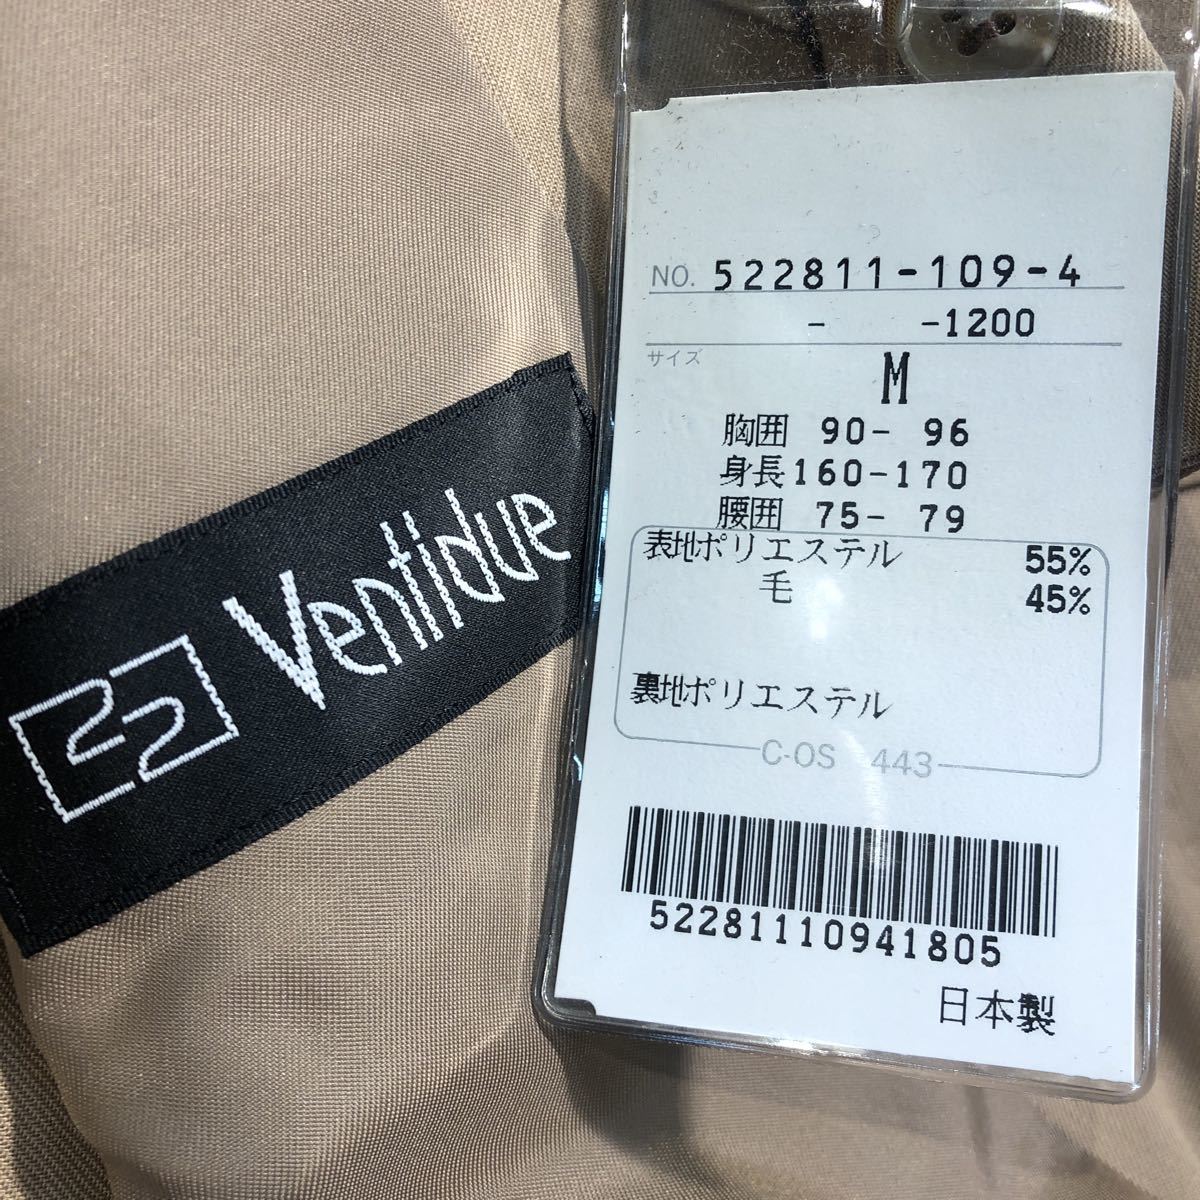 22 Ventidue
NO. 522811-109-4
- -1200
サイズ
M
胸囲 90- 96
身長160-170
腰囲 75- 79
表地ポリエステル 55%
毛 45%
裏地ポリエステル
C-OS 443
52281110941805
日本製